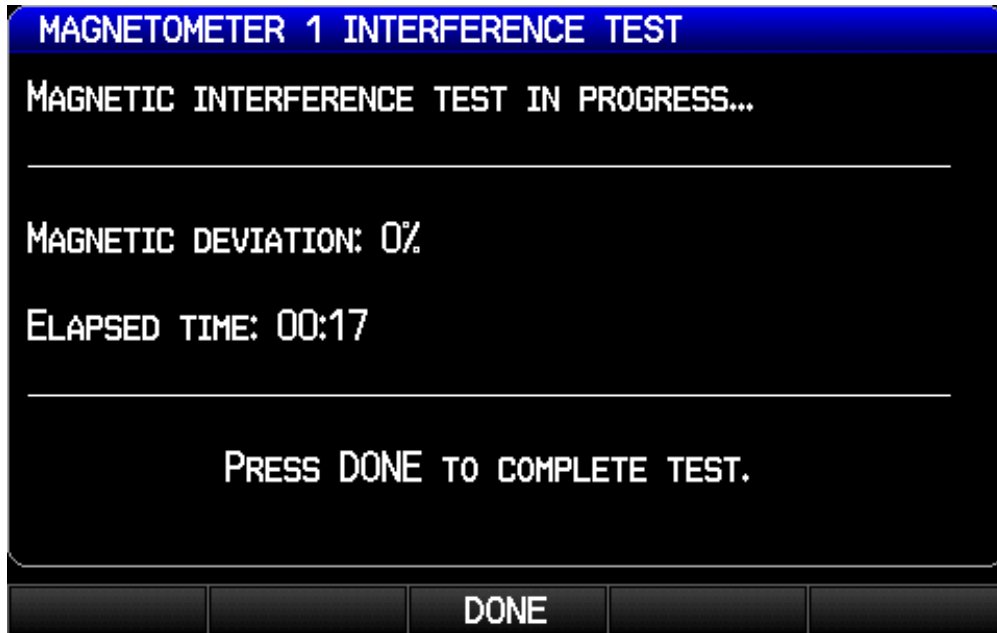 MAGNETOMETER 1 INTERFERENCE TEST
MAGNETIC INTERFERENCE TEST IN PROGRESS...
MAGNETIC DEVIATION: 0%
ELAPSED TIME: 00:17
PRESS DONE TO COMPLETE TEST.
DONE